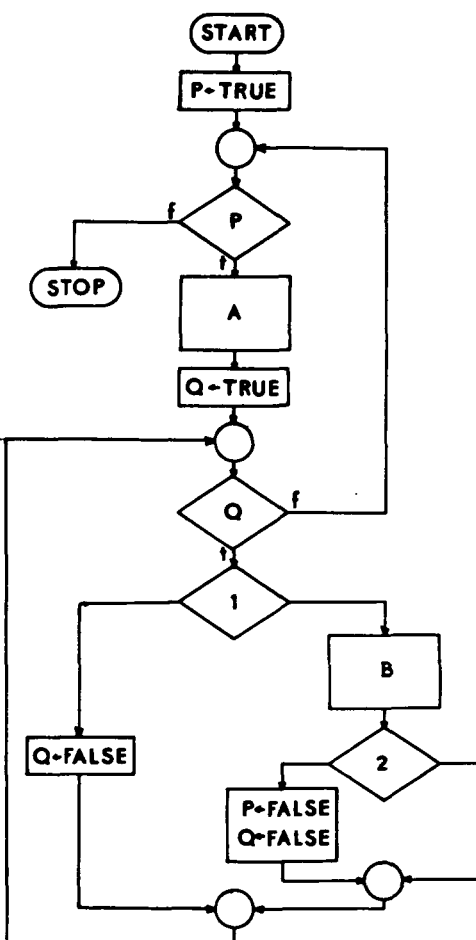 START
P←TRUE
f
P
t
STOP
A
Q←TRUE
Q
f
t
1
B
Q←FALSE
2
P←FALSE
Q←FALSE